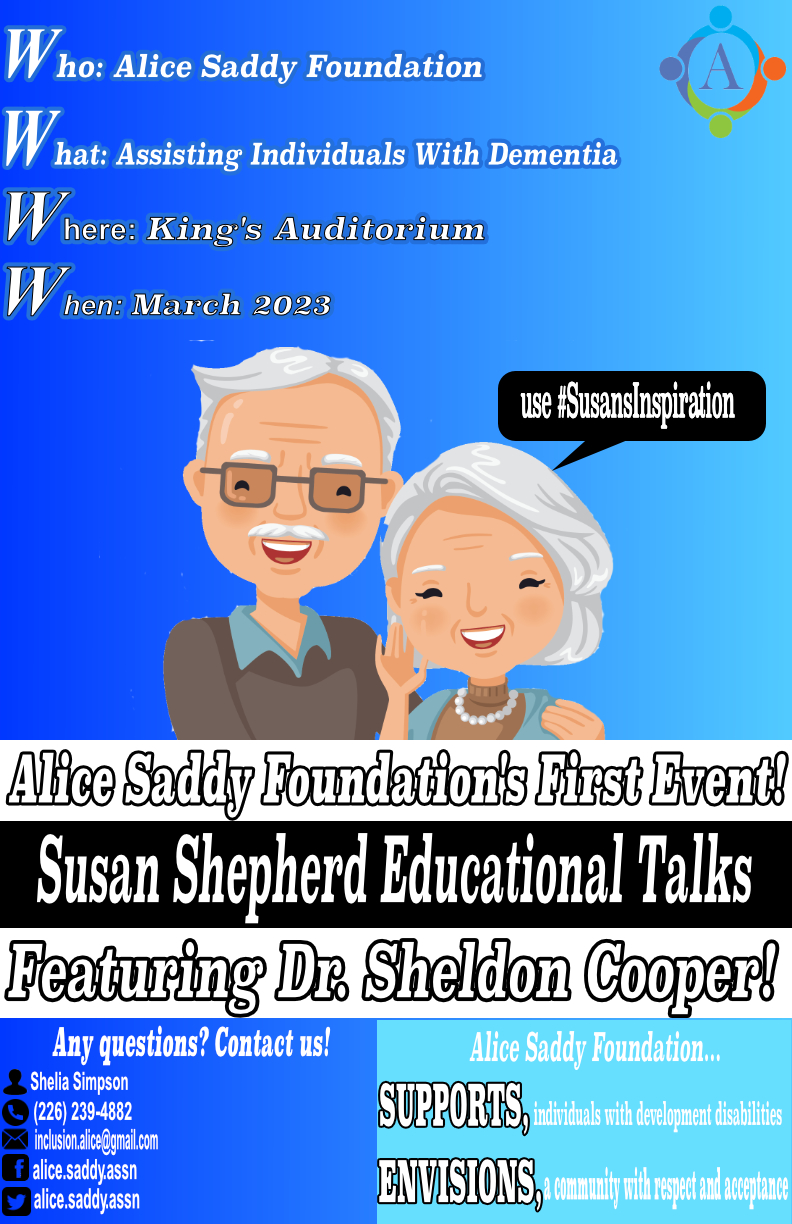 Who: Alice Saddy Foundation
A
What: Assisting Individuals With Dementia
Where: King's Auditorium
When: March 2023
use #SusansInspiration
Alice Saddy Foundation's First Event!
Susan Shepherd Educational Talks
Featuring Dr. Sheldon Cooper!
Any questions? Contact us!
Shelia Simpson
(226) 239-4882
inclusion.alice@gmail.com
alice.saddy.assn
alice.saddy.assn
Alice Saddy Foundation...
SUPPORTS, individuals with development disabilities
ENVISIONS, a community with respect and acceptance